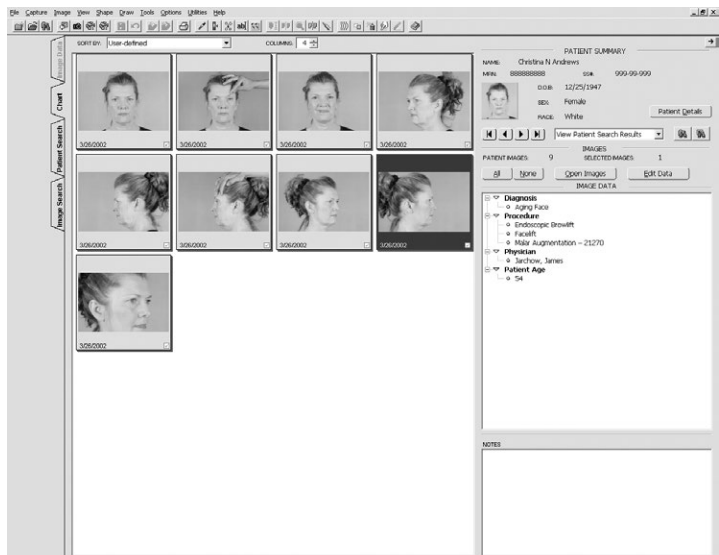 File Capture Image View Shape Draw Tools Options Utilities Help
SORT BY: User-defined COLUMNS: 4
Image Data
Chart
Patient Search
Image Search
3/26/2002
3/26/2002
3/26/2002
3/26/2002
3/26/2002
3/26/2002
3/26/2002
3/26/2002
3/26/2002
PATIENT SUMMARY
NAME: Christina N Andrews
MRN: 888888888 SS#: 999-99-999
D.O.B: 12/25/1947
SEX: Female
RACE: White
Patient Details
View Patient Search Results
IMAGES
PATIENT IMAGES: 9 SELECTED IMAGES: 1
All None Open Images Edit Data
IMAGE DATA
Diagnosis
Aging Face
Procedure
Endoscopic Browlift
Facelift
Malar Augmentation – 21270
Physician
Jarchow, James
Patient Age
54
NOTES